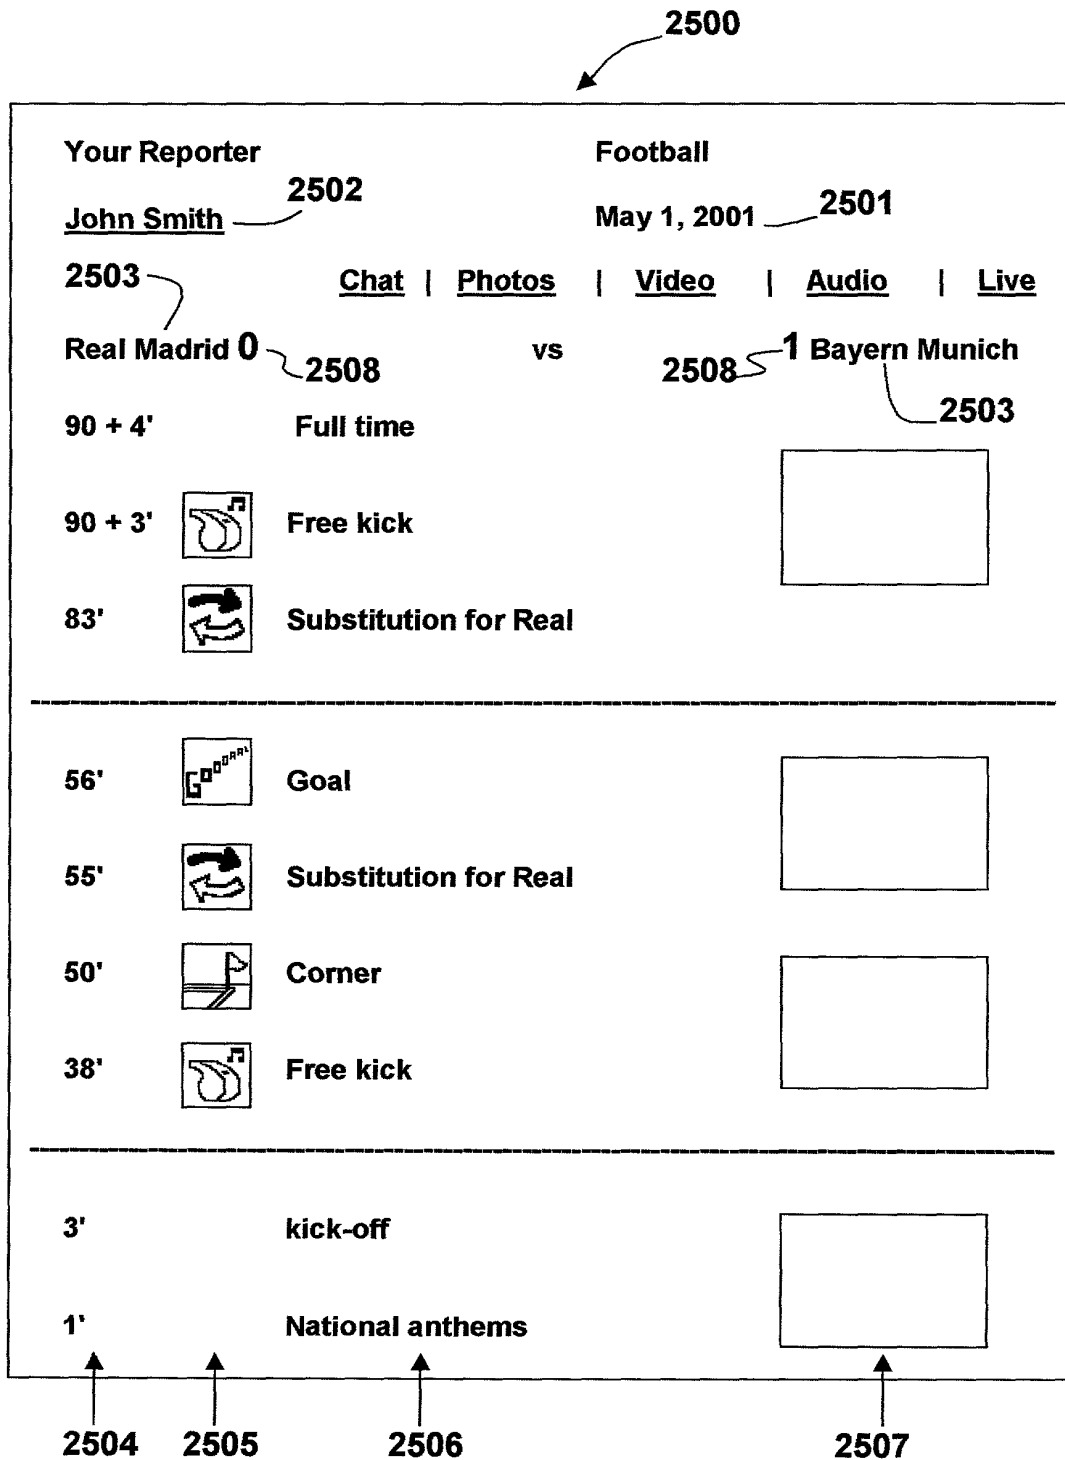 2500
Your Reporter Football
2502
John Smith May 1, 2001 2501
2503 Chat | Photos | Video | Audio | Live
Real Madrid 0 vs 1 Bayern Munich
2508 2508
2503
90 + 4' Full time
90 + 3' Free kick
83' Substitution for Real
56' GOOOAAL Goal
55' Substitution for Real
50' Corner
38' Free kick
3' kick-off
1' National anthems
2504 2505 2506 2507